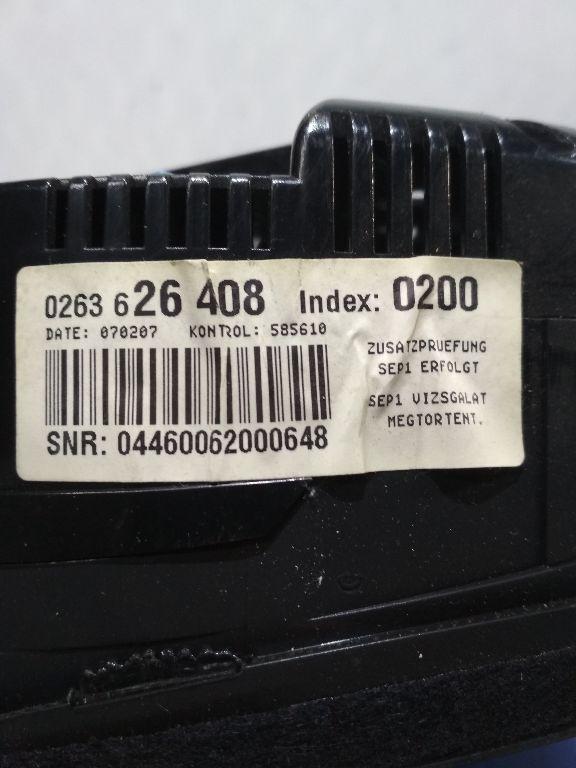 0263 626 408 Index: 0200
DATE: 070207 KONTROL: 585610
ZUSATZPRUEFUNG
SEP1 ERFOLGT
SEP1 VIZSGALAT
MEGTORTENT.
SNR: 04460062000648